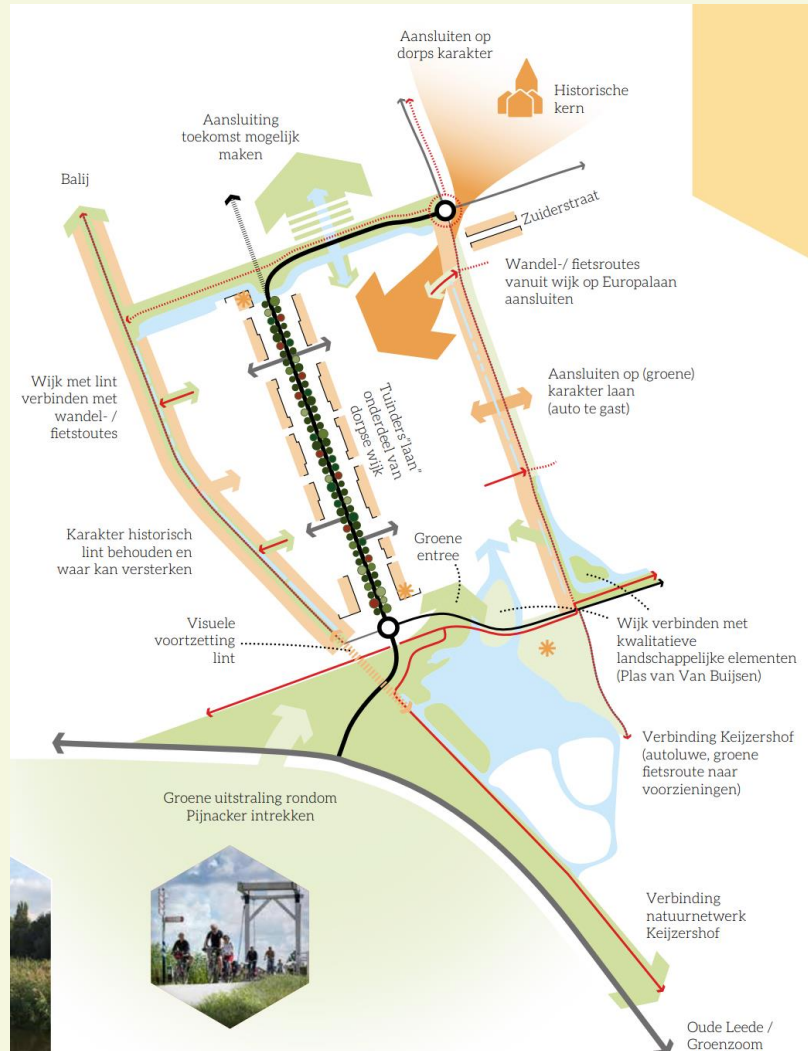 Aansluiten op
dorps karakter
Historische
kern
Aansluiting
toekomst mogelijk
maken
Balij
Zuiderstraat
Wandel-/ fietsroutes
vanuit wijk op Europalaan
aansluiten
Wijk met lint
verbinden met
wandel- /
fietstoutes
Aansluiten op (groene)
karakter laan
(auto te gast)
Tuinders"laan"
onderdeel van
dorpse wijk
Karakter historisch
lint behouden en
waar kan versterken
Groene
entree
Visuele
voortzetting
lint
Wijk verbinden met
kwalitatieve
landschappelijke elementen
(Plas van Van Buijsen)
Verbinding Keijzershof
(autoluwe, groene
fietsroute naar
voorzieningen)
Groene uitstraling rondom
Pijnacker intrekken
Verbinding
natuurnetwerk
Keijzershof
Oude Leede /
Groenzoom